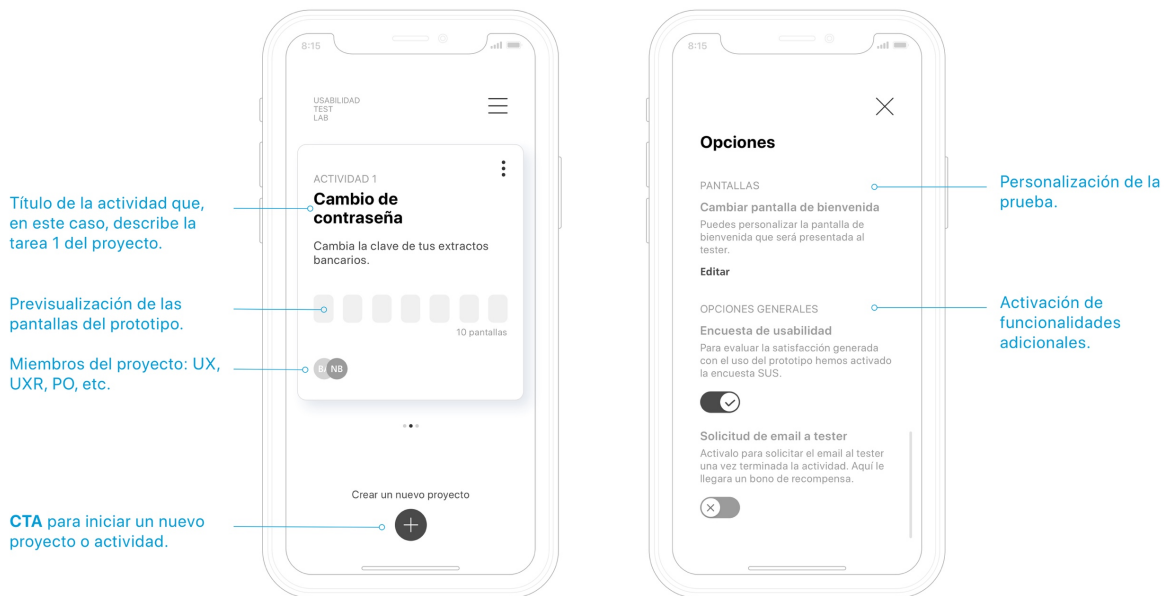 8:15
USABILIDAD
TEST
LAB
ACTIVIDAD 1
Cambio de
contraseña
Cambia la clave de tus extractos
bancarios.
10 pantallas
NB
Crear un nuevo proyecto
Título de la actividad que,
en este caso, describe la
tarea 1 del proyecto.
Previsualización de las
pantallas del prototipo.
Miembros del proyecto: UX,
UXR, PO, etc.
CTA para iniciar un nuevo
proyecto o actividad.
8:15
Opciones
PANTALLAS
Cambiar pantalla de bienvenida
Puedes personalizar la pantalla de
bienvenida que será presentada al
tester.
Editar
OPCIONES GENERALES
Encuesta de usabilidad
Para evaluar la satisfacción generada
con el uso del prototipo hemos activado
la encuesta SUS.
Solicitud de email a tester
Activalo para solicitar el email al tester
una vez terminada la actividad. Aquí le
llegara un bono de recompensa.
Personalización de la
prueba.
Activación de
funcionalidades
adicionales.